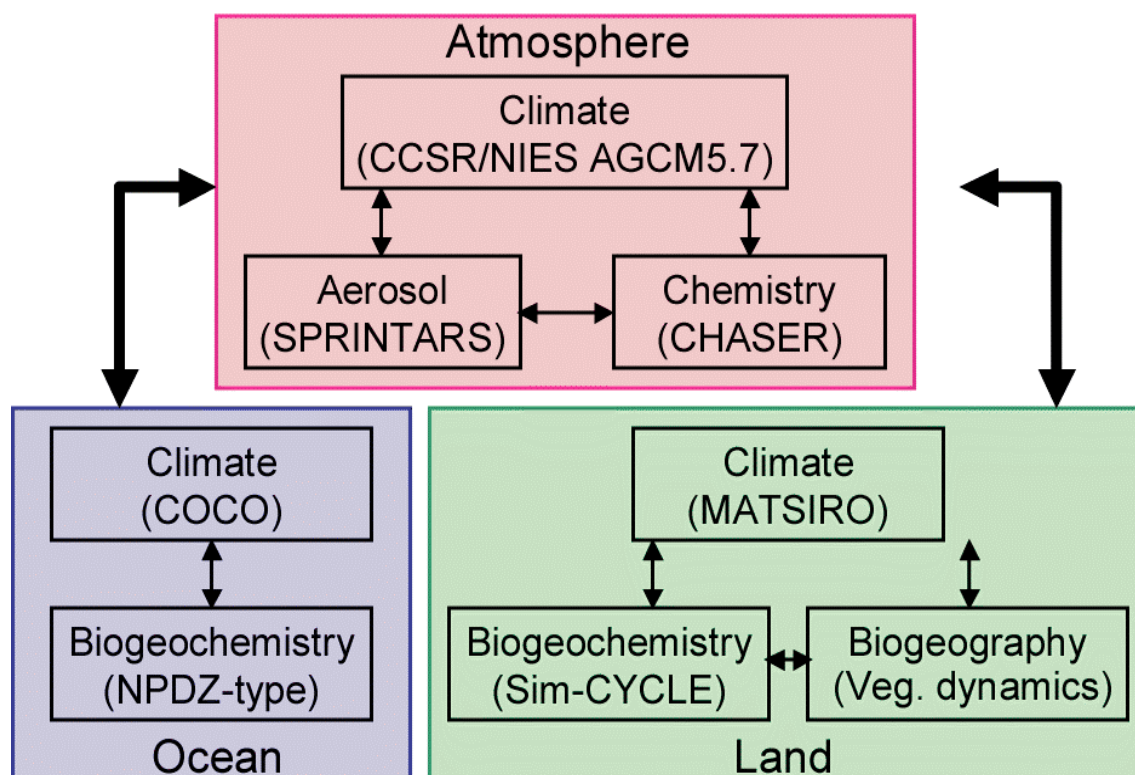 Atmosphere
Climate
(CCSR/NIES AGCM5.7)
Aerosol
(SPRINTARS)
Chemistry
(CHASER)
Climate
(COCO)
Biogeochemistry
(NPDZ-type)
Ocean
Climate
(MATSIRO)
Biogeochemistry
(Sim-CYCLE)
Biogeography
(Veg. dynamics)
Land